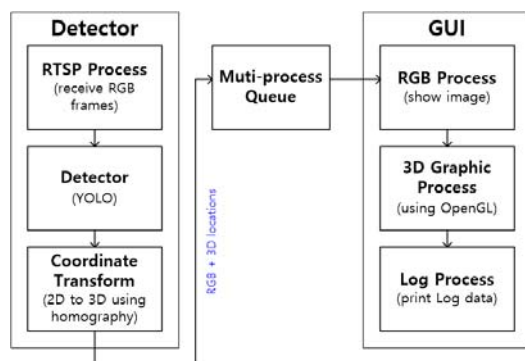 Detector
RTSP Process
(receive RGB
frames)
Detector
(YOLO)
Coordinate
Transform
(2D to 3D using
homography)
RGB + 3D locations
Muti-process
Queue
GUI
RGB Process
(show image)
3D Graphic
Process
(using OpenGL)
Log Process
(print Log data)